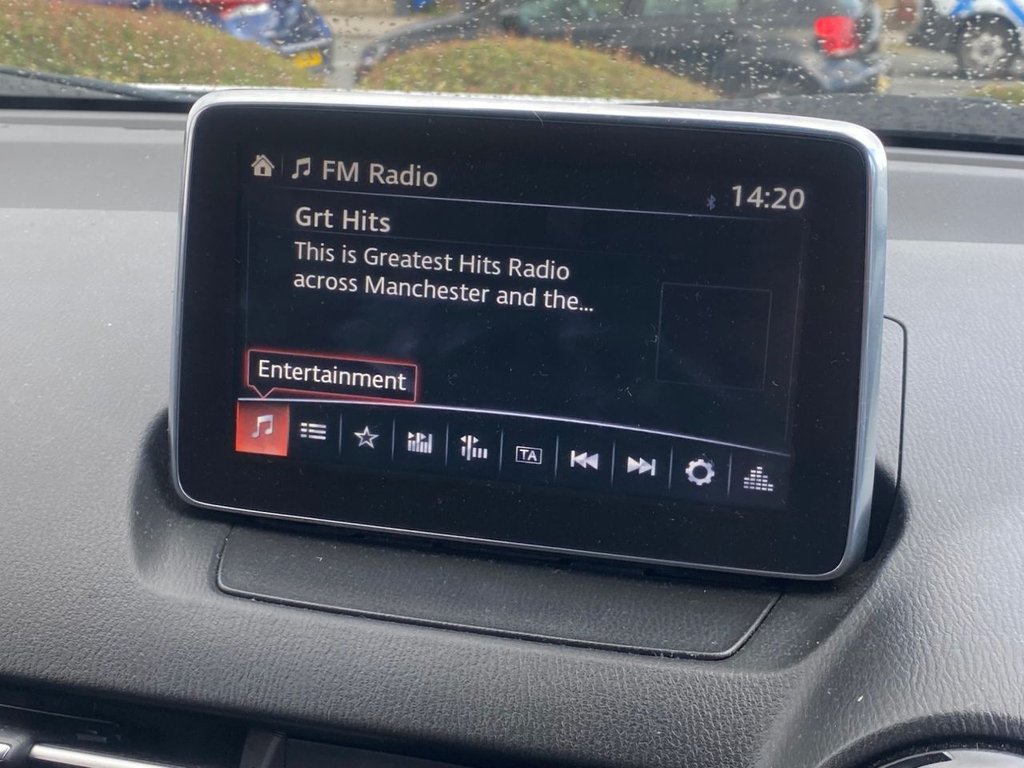 FM Radio
14:20
Grt Hits
This is Greatest Hits Radio
across Manchester and the...
Entertainment
TA